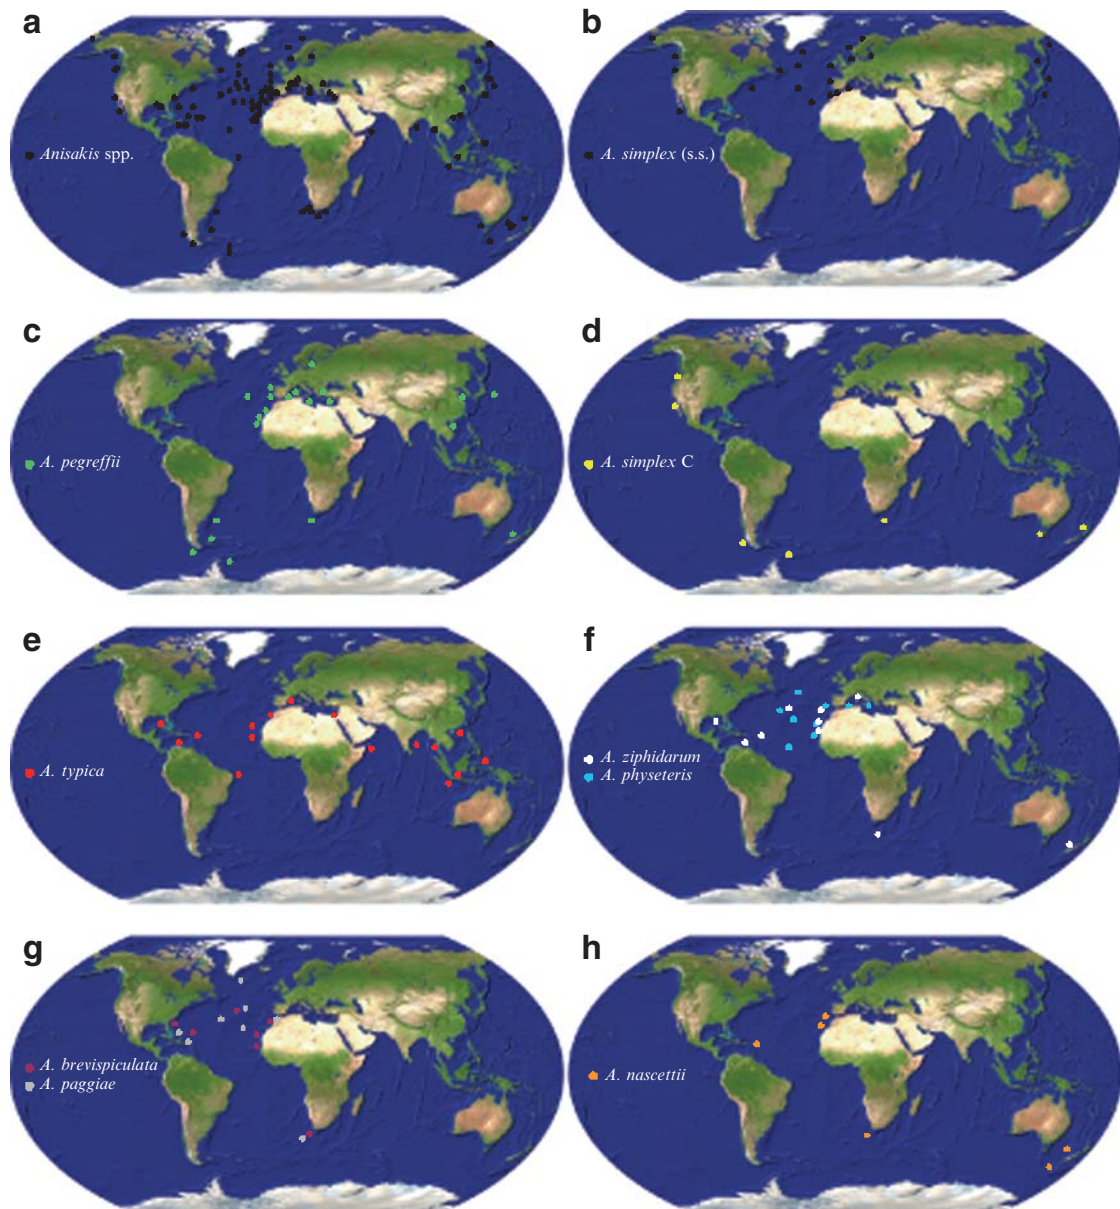 a
Anisakis spp.
b
A. simplex (s.s.)
c
A. pegreffii
d
A. simplex C
e
A. typica
f
A. ziphidarum
A. physeteris
g
A. brevispiculata
A. paggiae
h
A. nascettii